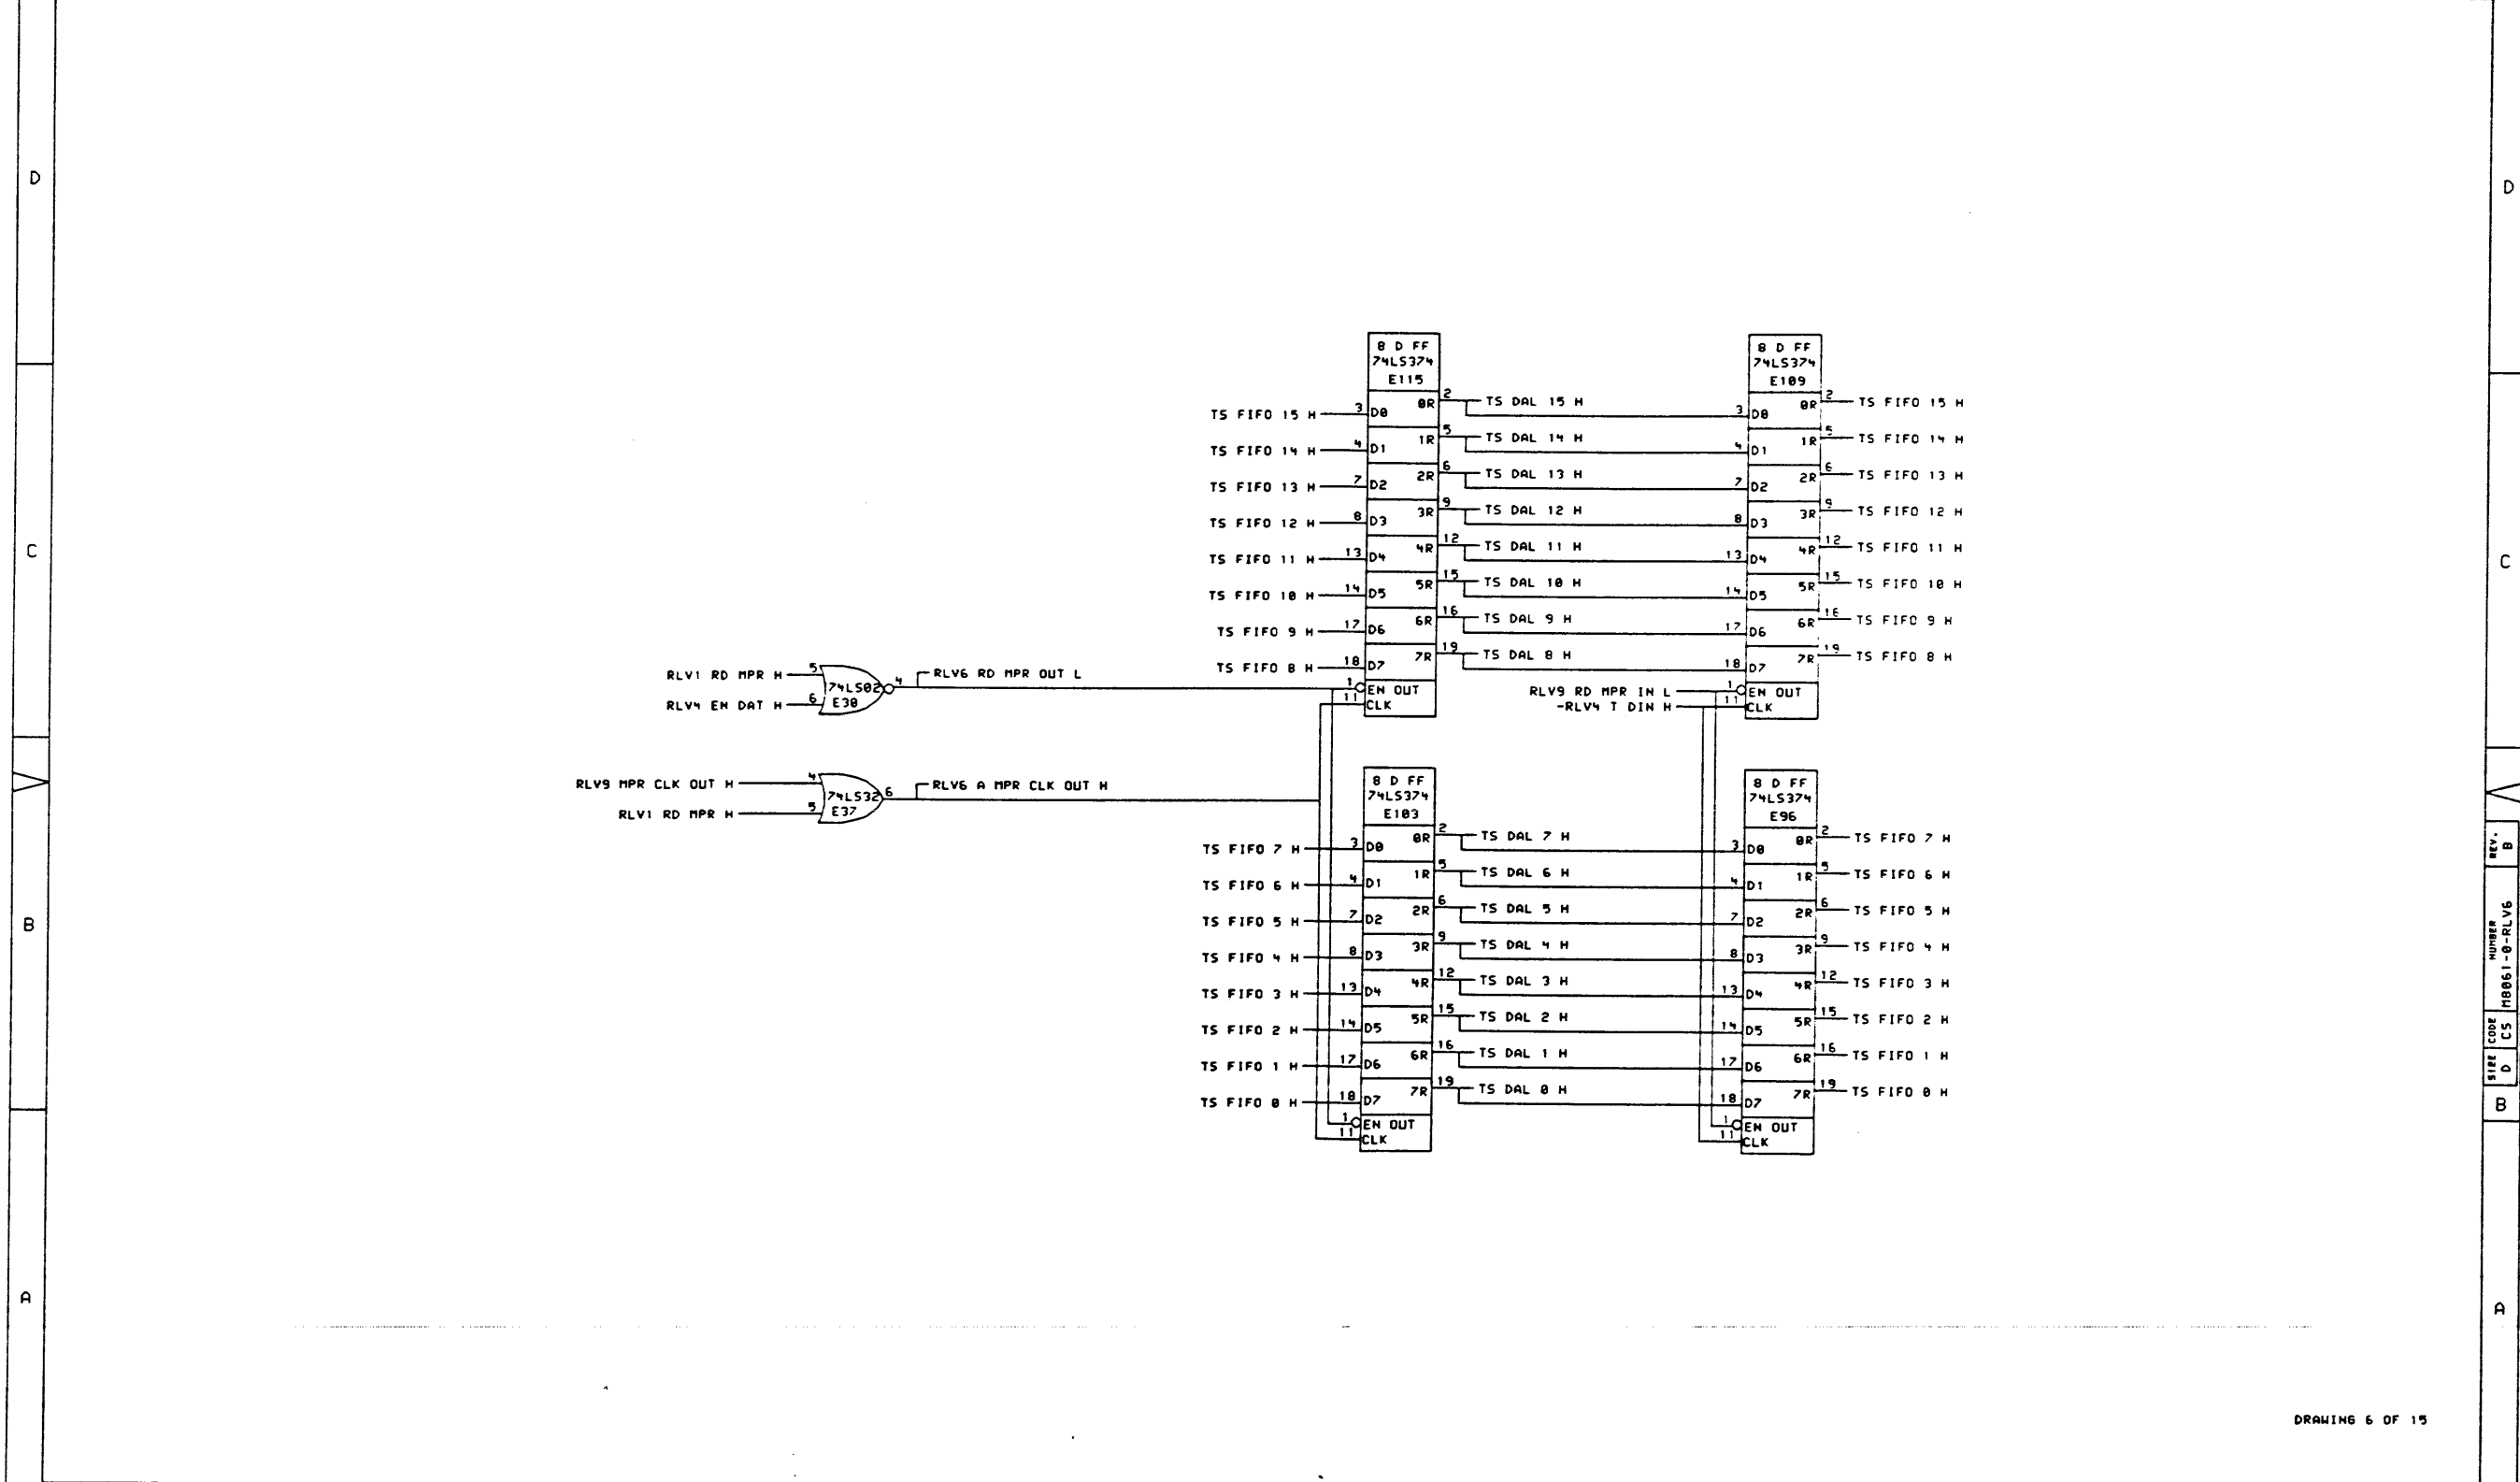 D
D
C
C
B
B
A
A
8 D FF
74LS374
E115
TS FIFO 15 H 3 D0 0R 2 TS DAL 15 H
TS FIFO 14 H 4 D1 1R 5 TS DAL 14 H
TS FIFO 13 H 7 D2 2R 6 TS DAL 13 H
TS FIFO 12 H 8 D3 3R 9 TS DAL 12 H
TS FIFO 11 H 13 D4 4R 12 TS DAL 11 H
TS FIFO 10 H 14 D5 5R 15 TS DAL 10 H
TS FIFO 9 H 17 D6 6R 16 TS DAL 9 H
TS FIFO 8 H 18 D7 7R 19 TS DAL 8 H
1 EN OUT
11 CLK
8 D FF
74LS374
E109
3 D0 0R 2 TS FIFO 15 H
4 D1 1R 5 TS FIFO 14 H
7 D2 2R 6 TS FIFO 13 H
8 D3 3R 9 TS FIFO 12 H
13 D4 4R 12 TS FIFO 11 H
14 D5 5R 15 TS FIFO 10 H
17 D6 6R 16 TS FIFO 9 H
18 D7 7R 19 TS FIFO 8 H
RLV9 RD MPR IN L 1 EN OUT
-RLV4 T DIN H 11 CLK
RLV1 RD MPR H 5
RLV4 EN DAT H 6
74LS02
E30
4 RLV6 RD MPR OUT L
RLV9 MPR CLK OUT H 4
RLV1 RD MPR H 5
74LS32
E37
6 RLV6 A MPR CLK OUT H
8 D FF
74LS374
E103
TS FIFO 7 H 3 D0 0R 2 TS DAL 7 H
TS FIFO 6 H 4 D1 1R 5 TS DAL 6 H
TS FIFO 5 H 7 D2 2R 6 TS DAL 5 H
TS FIFO 4 H 8 D3 3R 9 TS DAL 4 H
TS FIFO 3 H 13 D4 4R 12 TS DAL 3 H
TS FIFO 2 H 14 D5 5R 15 TS DAL 2 H
TS FIFO 1 H 17 D6 6R 16 TS DAL 1 H
TS FIFO 0 H 18 D7 7R 19 TS DAL 0 H
1 EN OUT
11 CLK
8 D FF
74LS374
E96
3 D0 0R 2 TS FIFO 7 H
4 D1 1R 5 TS FIFO 6 H
7 D2 2R 6 TS FIFO 5 H
8 D3 3R 9 TS FIFO 4 H
13 D4 4R 12 TS FIFO 3 H
14 D5 5R 15 TS FIFO 2 H
17 D6 6R 16 TS FIFO 1 H
18 D7 7R 19 TS FIFO 0 H
1 EN OUT
11 CLK
SIZE
D
CODE
CS
NUMBER
M8061-0-RLV6
REV.
B
DRAWING 6 OF 15